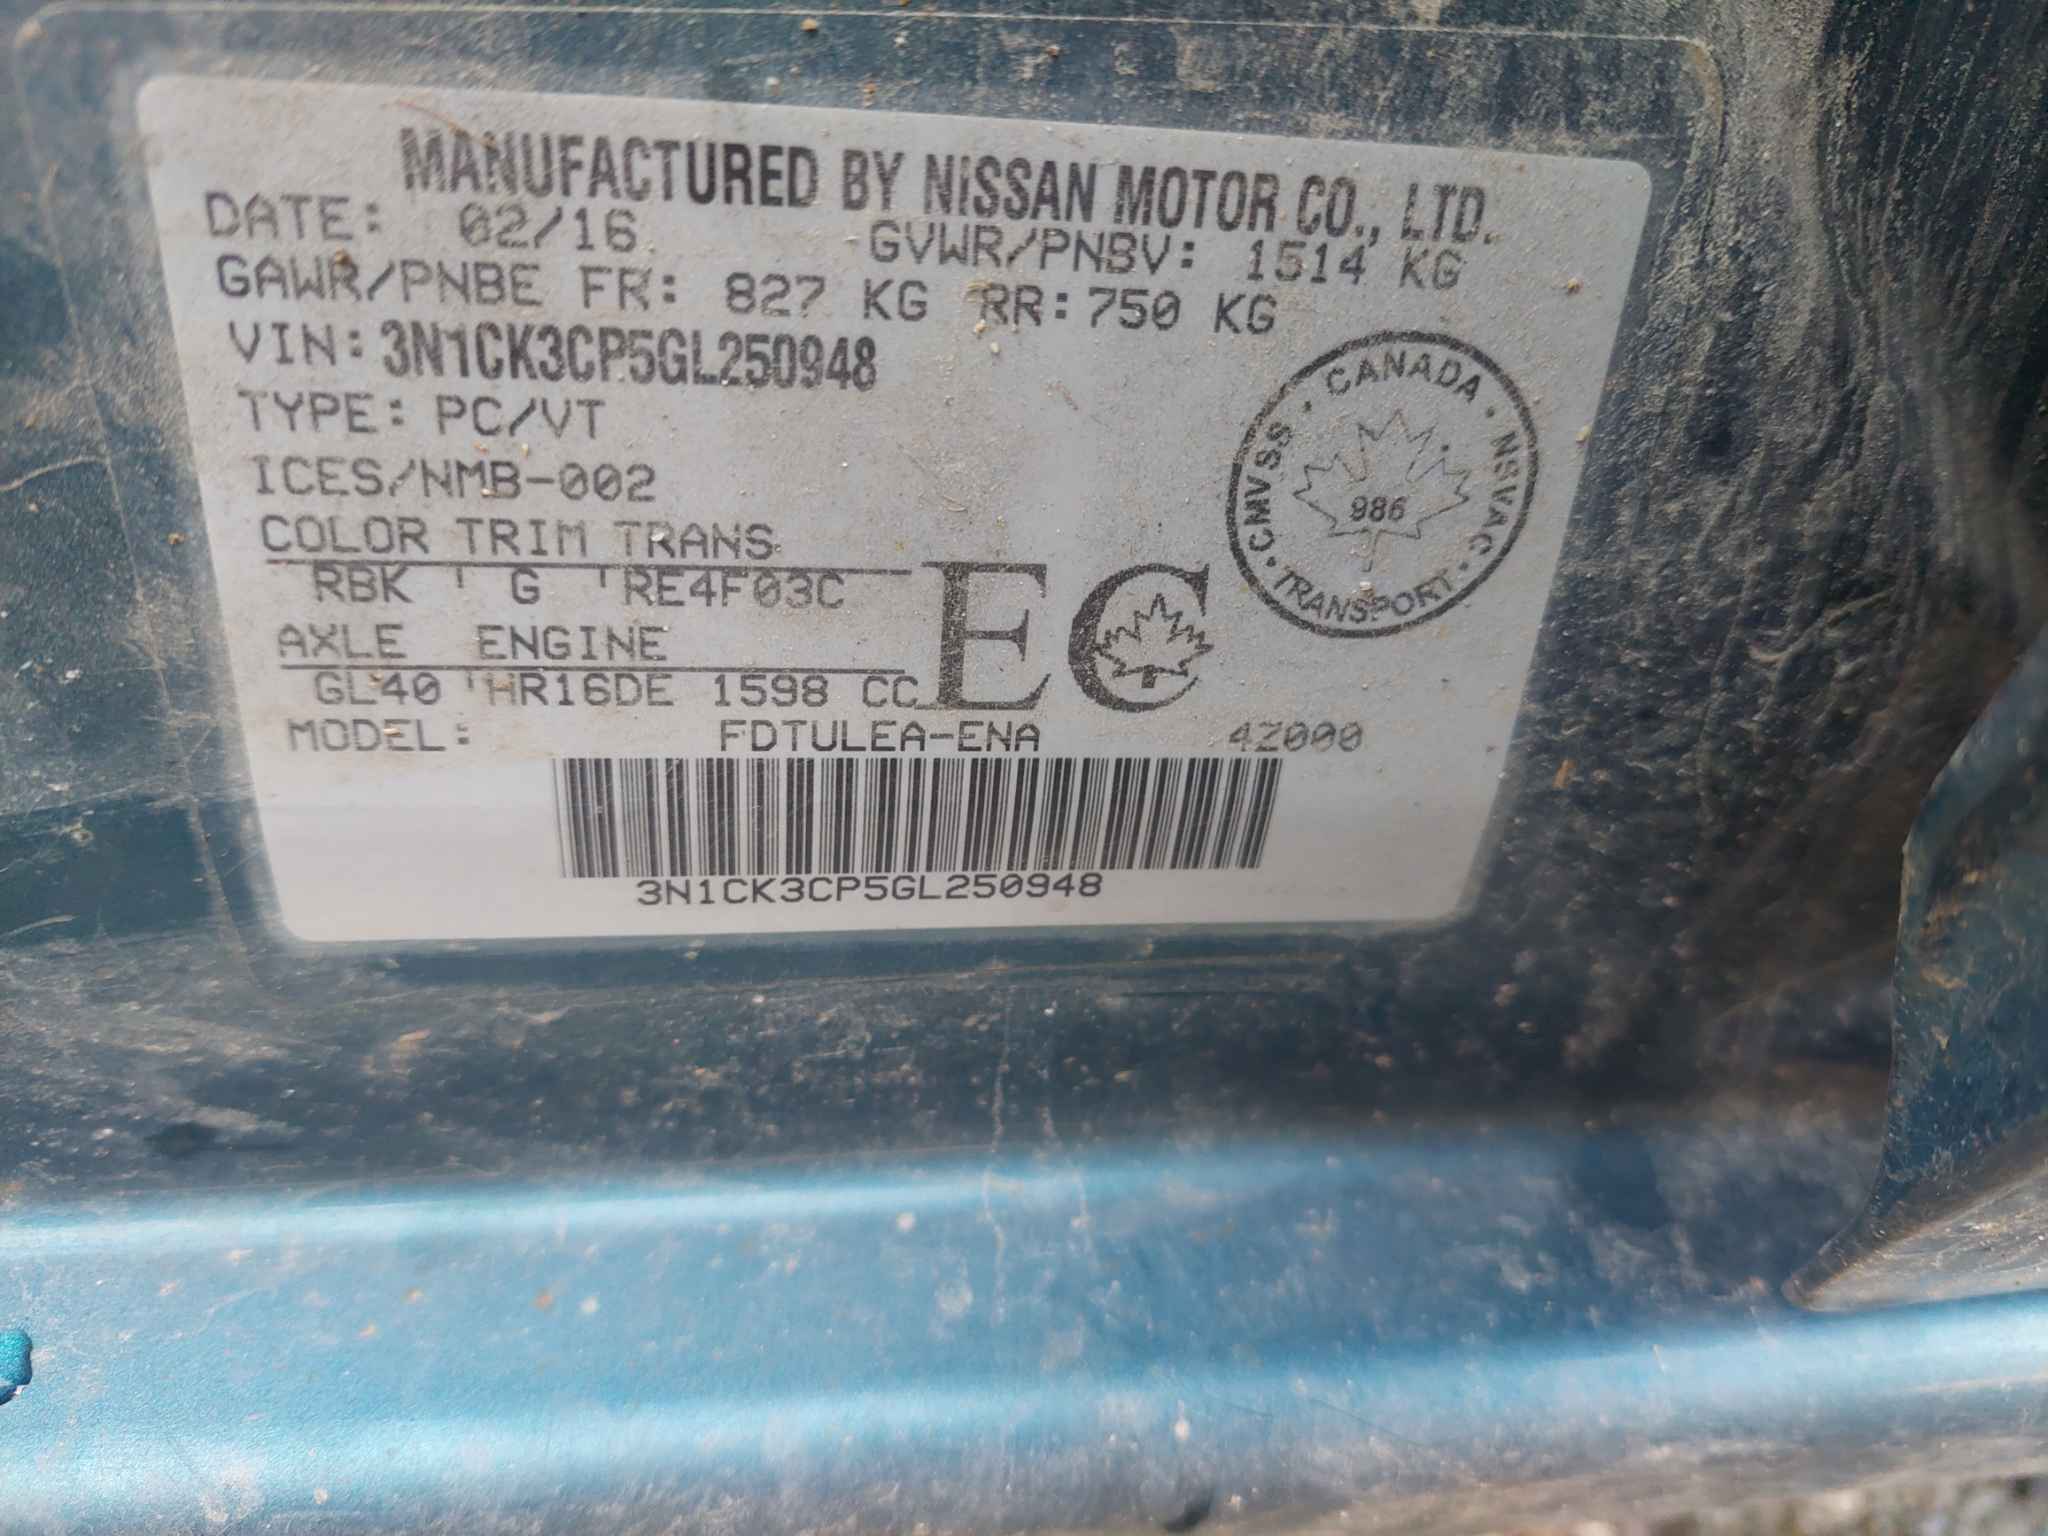 MANUFACTURED BY NISSAN MOTOR CO., LTD.
DATE: 02/16 GVWR/PNBV: 1514 KG
GAWR/PNBE FR: 827 KG RR:750 KG
VIN: 3N1CK3CP5GL250948
TYPE: PC/VT
ICES/NMB-002
COLOR TRIM TRANS
RBK ' G ' RE4F03C
AXLE ENGINE
GL40 ' HR16DE 1598 CC
EC
CANADA · NSVAC · TRANSPORT · CMVSS ·
986
MODEL: FDTULEA-ENA 4Z000
3N1CK3CP5GL250948